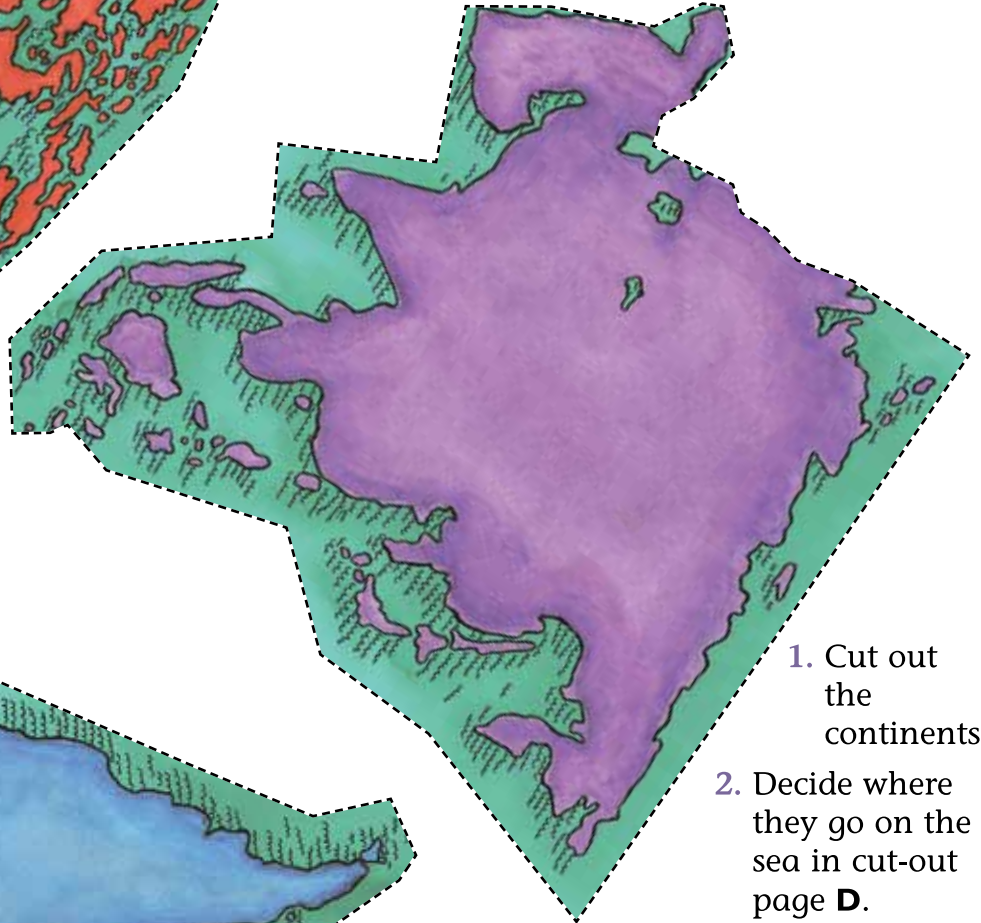 1. Cut out
the
continents
2. Decide where
they go on the
sea in cut-out
page D.